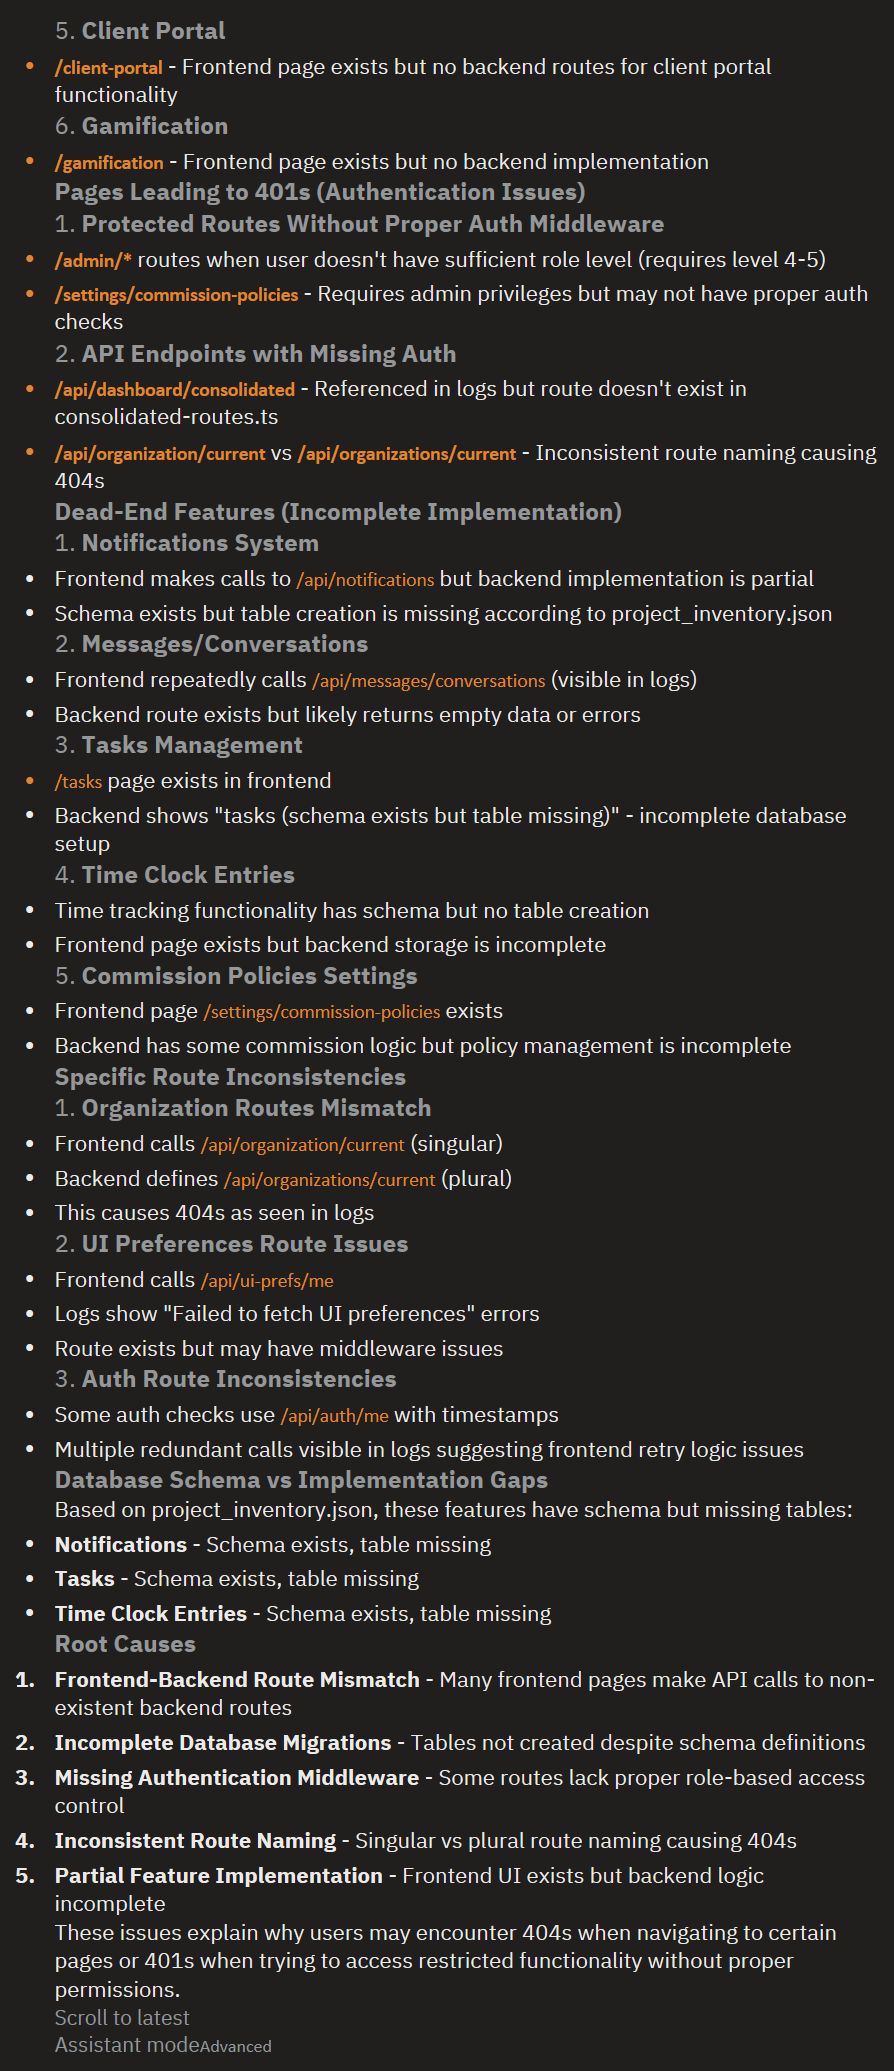 5. Client Portal
• /client-portal - Frontend page exists but no backend routes for client portal
functionality
6. Gamification
• /gamification - Frontend page exists but no backend implementation
Pages Leading to 401s (Authentication Issues)
1. Protected Routes Without Proper Auth Middleware
• /admin/* routes when user doesn't have sufficient role level (requires level 4-5)
• /settings/commission-policies - Requires admin privileges but may not have proper auth
checks
2. API Endpoints with Missing Auth
• /api/dashboard/consolidated - Referenced in logs but route doesn't exist in
consolidated-routes.ts
• /api/organization/current vs /api/organizations/current - Inconsistent route naming causing
404s
Dead-End Features (Incomplete Implementation)
1. Notifications System
• Frontend makes calls to /api/notifications but backend implementation is partial
• Schema exists but table creation is missing according to project_inventory.json
2. Messages/Conversations
• Frontend repeatedly calls /api/messages/conversations (visible in logs)
• Backend route exists but likely returns empty data or errors
3. Tasks Management
• /tasks page exists in frontend
• Backend shows "tasks (schema exists but table missing)" - incomplete database
setup
4. Time Clock Entries
• Time tracking functionality has schema but no table creation
• Frontend page exists but backend storage is incomplete
5. Commission Policies Settings
• Frontend page /settings/commission-policies exists
• Backend has some commission logic but policy management is incomplete
Specific Route Inconsistencies
1. Organization Routes Mismatch
• Frontend calls /api/organization/current (singular)
• Backend defines /api/organizations/current (plural)
• This causes 404s as seen in logs
2. UI Preferences Route Issues
• Frontend calls /api/ui-prefs/me
• Logs show "Failed to fetch UI preferences" errors
• Route exists but may have middleware issues
3. Auth Route Inconsistencies
• Some auth checks use /api/auth/me with timestamps
• Multiple redundant calls visible in logs suggesting frontend retry logic issues
Database Schema vs Implementation Gaps
Based on project_inventory.json, these features have schema but missing tables:
• Notifications - Schema exists, table missing
• Tasks - Schema exists, table missing
• Time Clock Entries - Schema exists, table missing
Root Causes
1. Frontend-Backend Route Mismatch - Many frontend pages make API calls to non-
existent backend routes
2. Incomplete Database Migrations - Tables not created despite schema definitions
3. Missing Authentication Middleware - Some routes lack proper role-based access
control
4. Inconsistent Route Naming - Singular vs plural route naming causing 404s
5. Partial Feature Implementation - Frontend UI exists but backend logic
incomplete
These issues explain why users may encounter 404s when navigating to certain
pages or 401s when trying to access restricted functionality without proper
permissions.
Scroll to latest
Assistant modeAdvanced